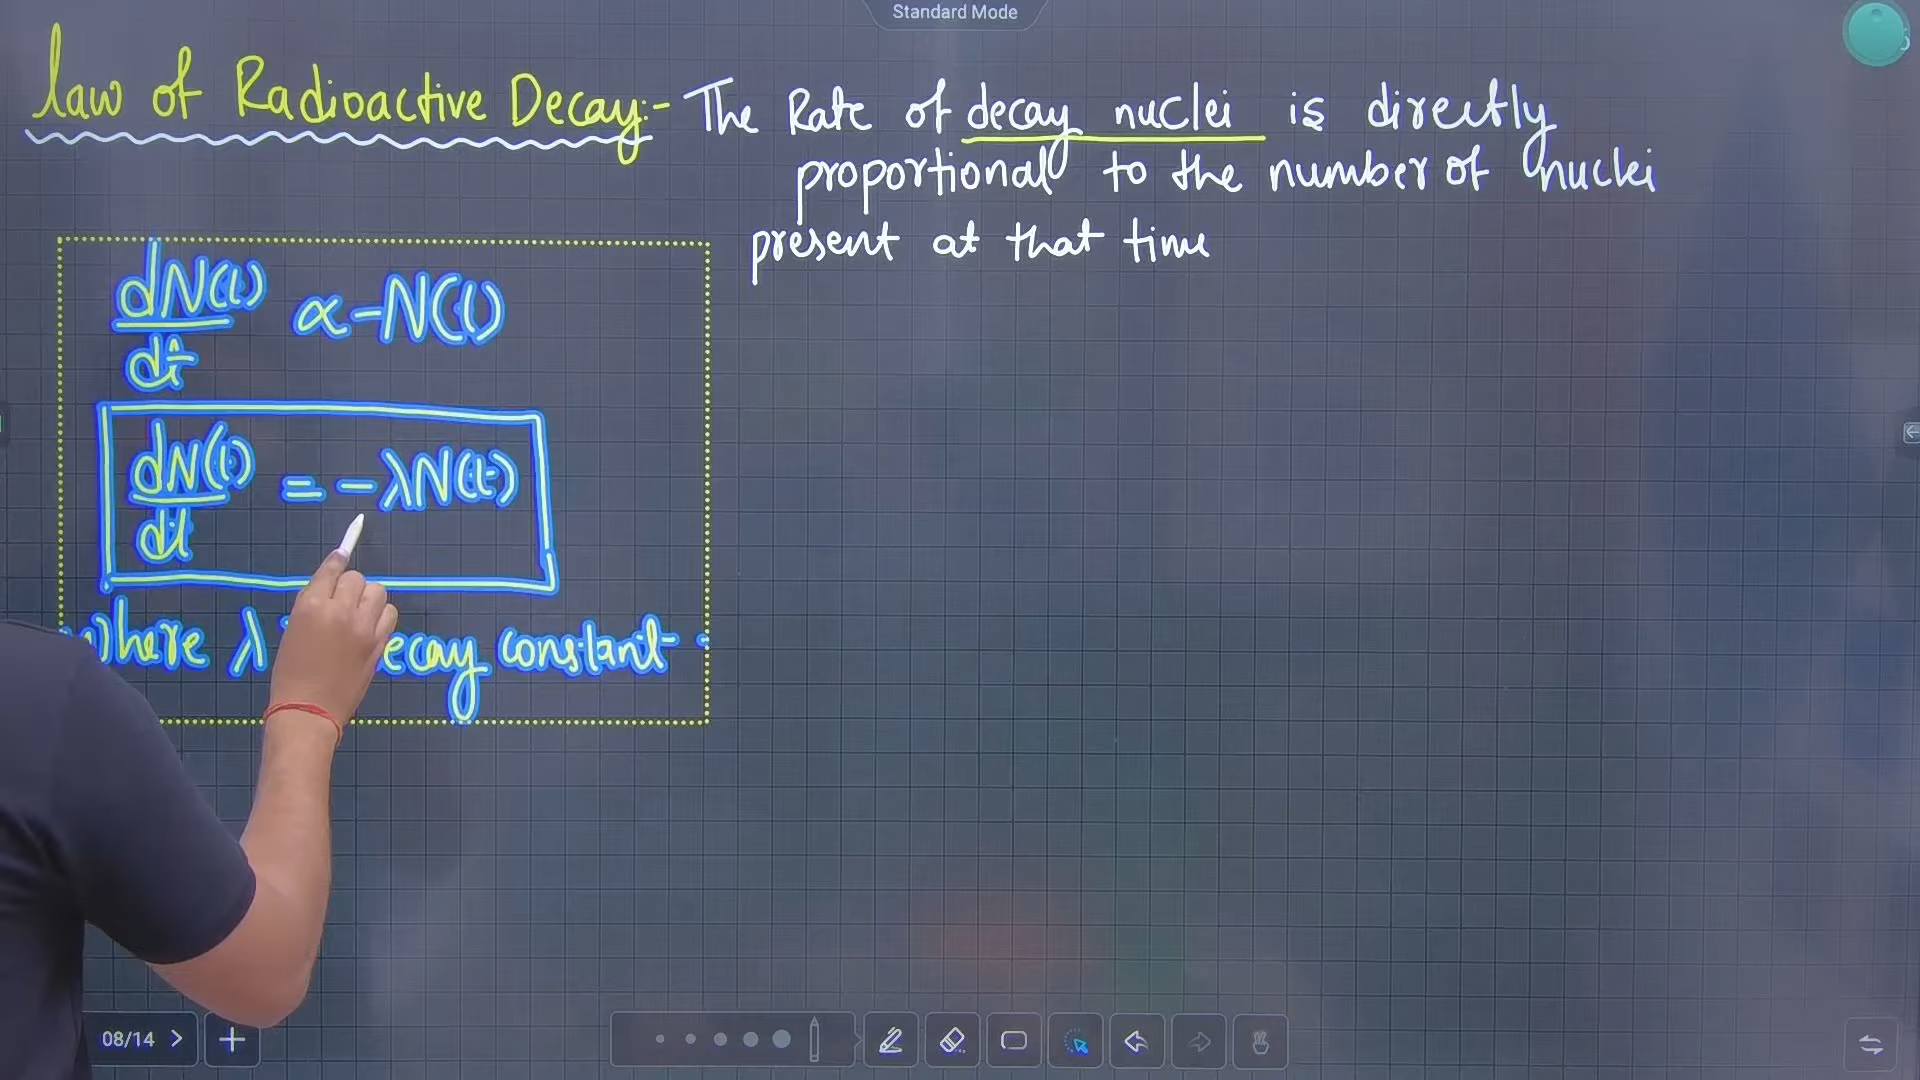 Standard Mode
Law of Radioactive Decay:- The Rate of decay nuclei is directly
proportional to the number of nuclei
present at that time
dN(t)/dt ∝ -N(t)
dN(t)/dt = -λN(t)
where λ ecay constant
08/14